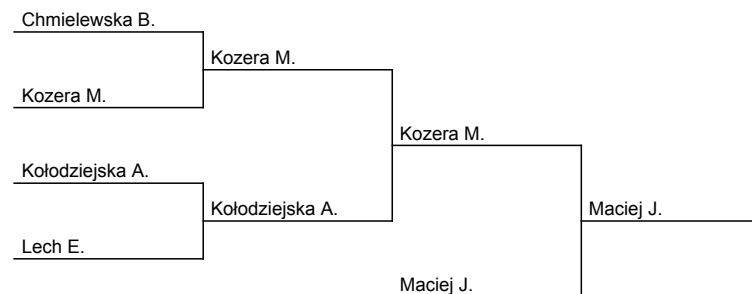 Chmielewska B.
Kozera M.
Kozera M.
Kozera M.
Kołodziejska A.
Kołodziejska A.
Maciej J.
Lech E.
Maciej J.